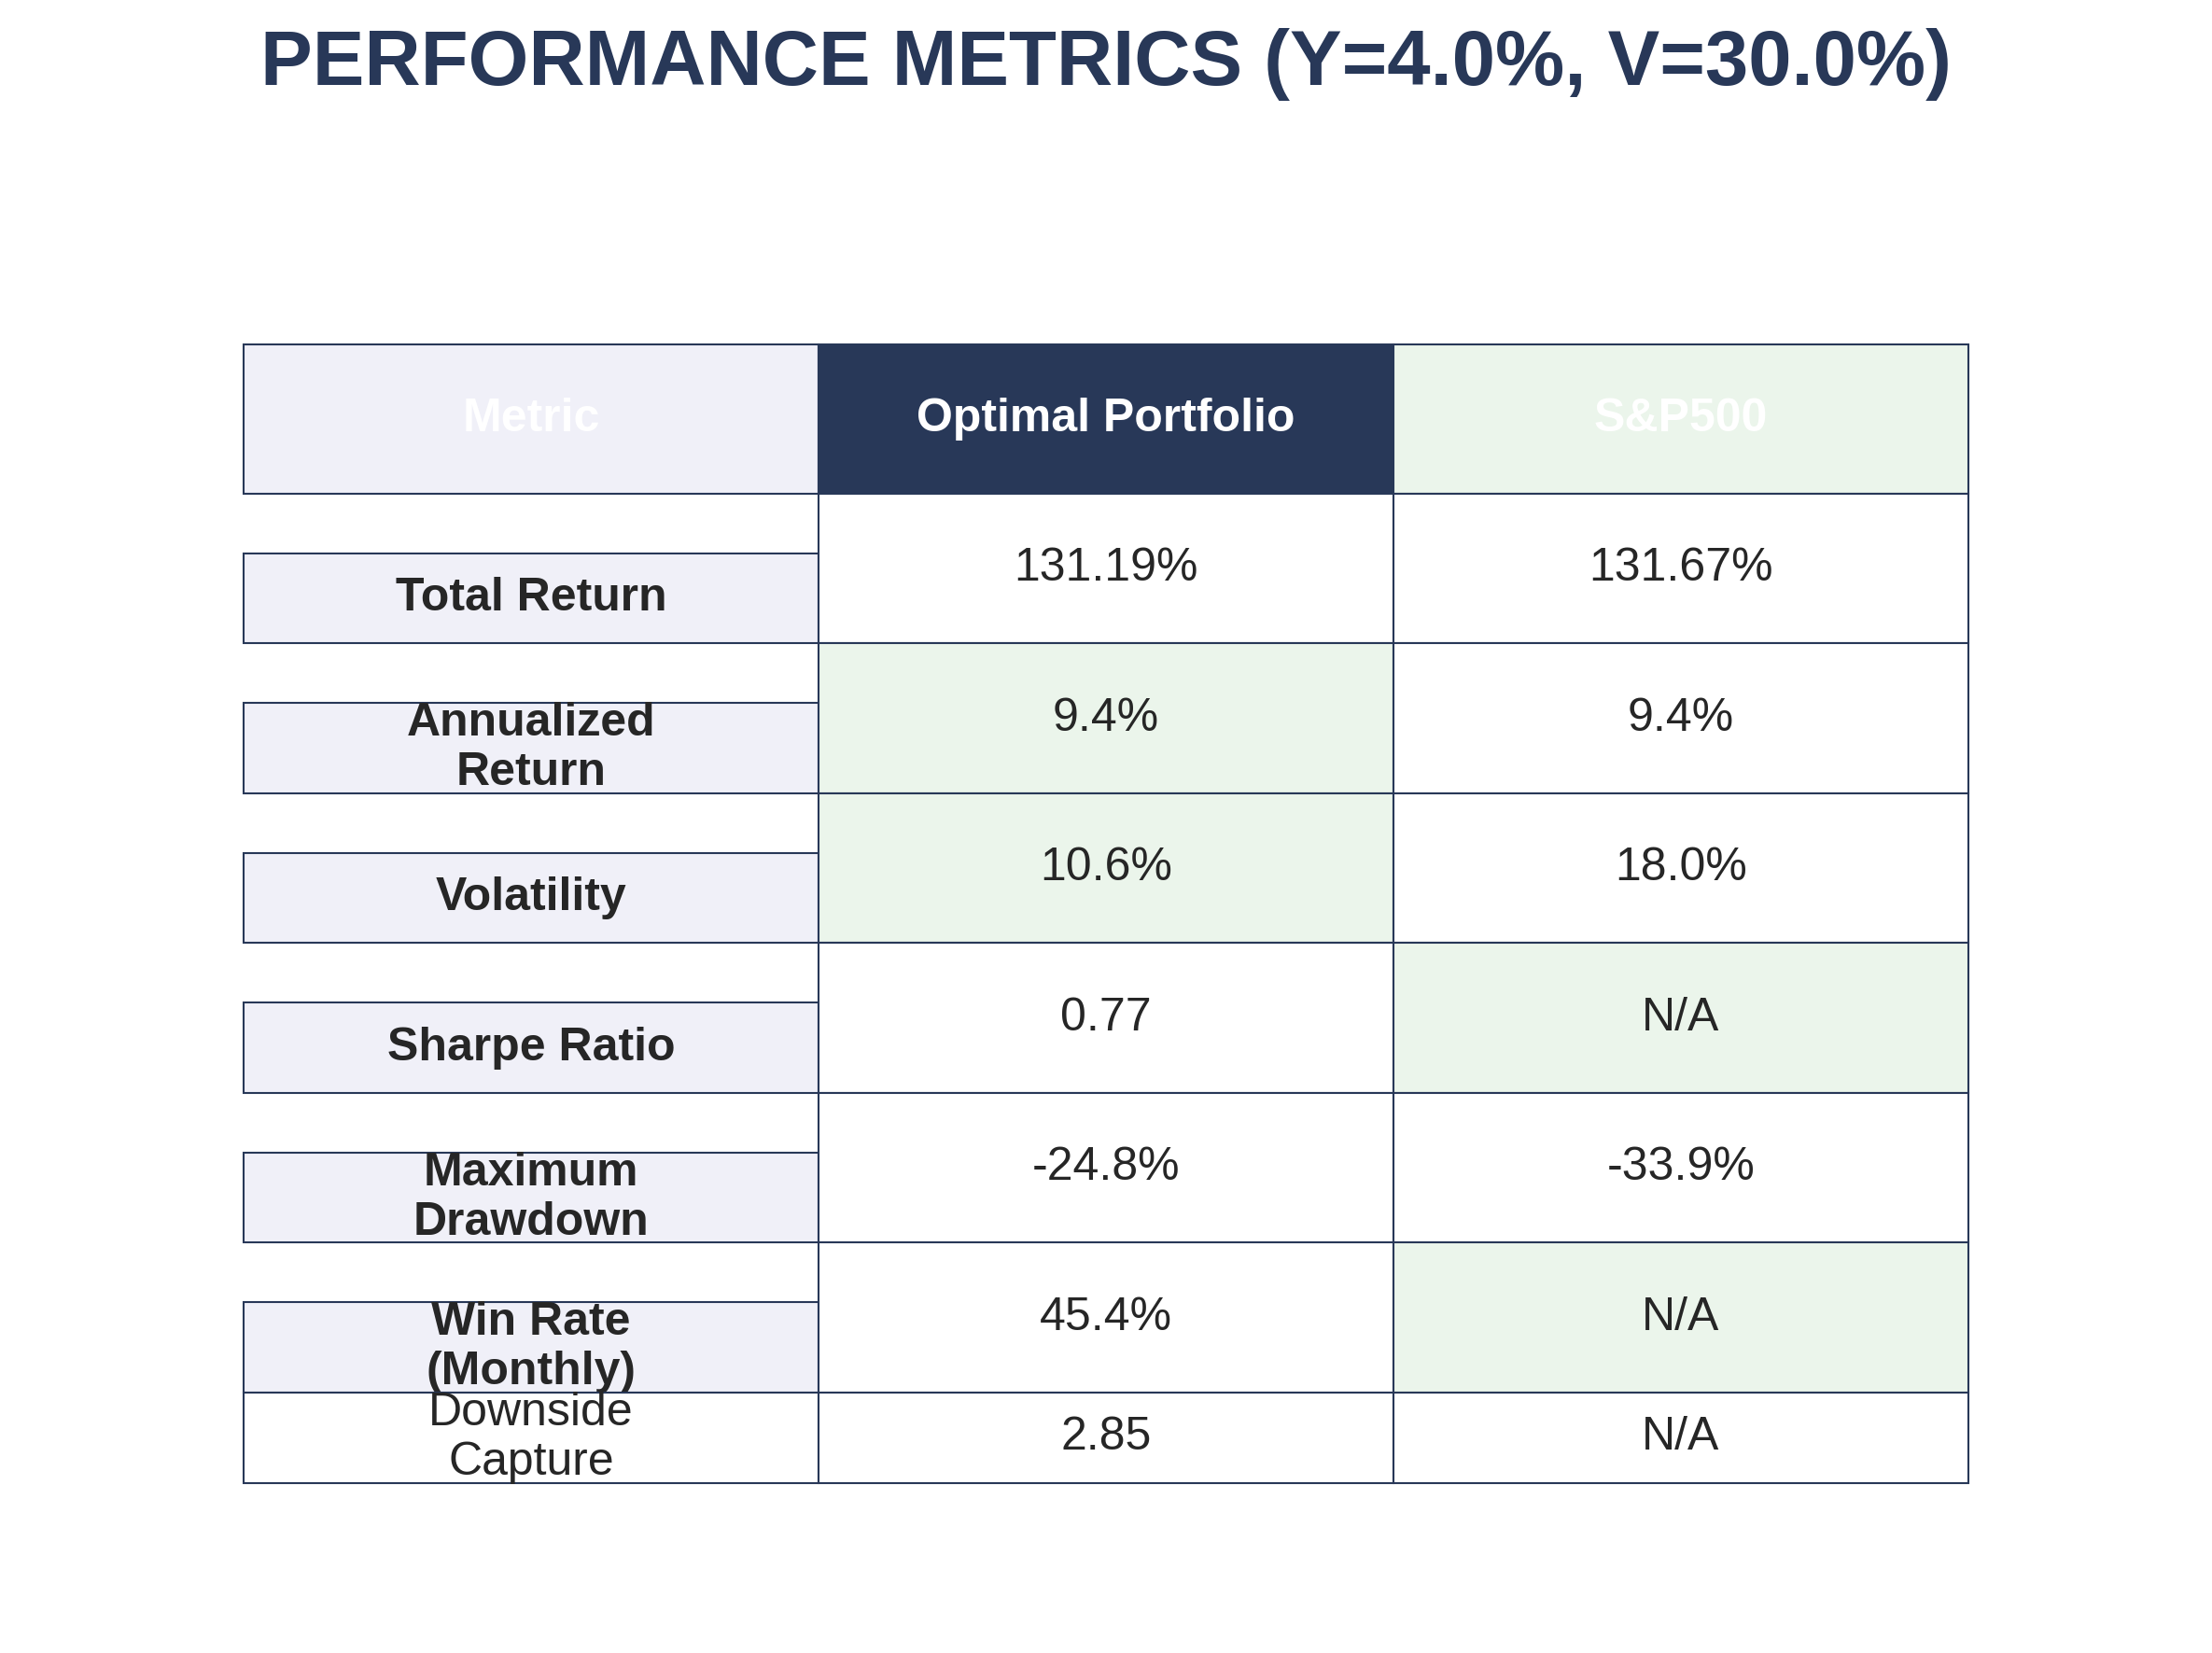 PERFORMANCE METRICS (Y=4.0%, V=30.0%)
Metric Optimal Portfolio S&P500
Total Return 131.19% 131.67%
Annualized
Return 9.4% 9.4%
Volatility 10.6% 18.0%
Sharpe Ratio 0.77 N/A
Maximum
Drawdown -24.8% -33.9%
Win Rate
(Monthly) 45.4% N/A
Downside
Capture 2.85 N/A